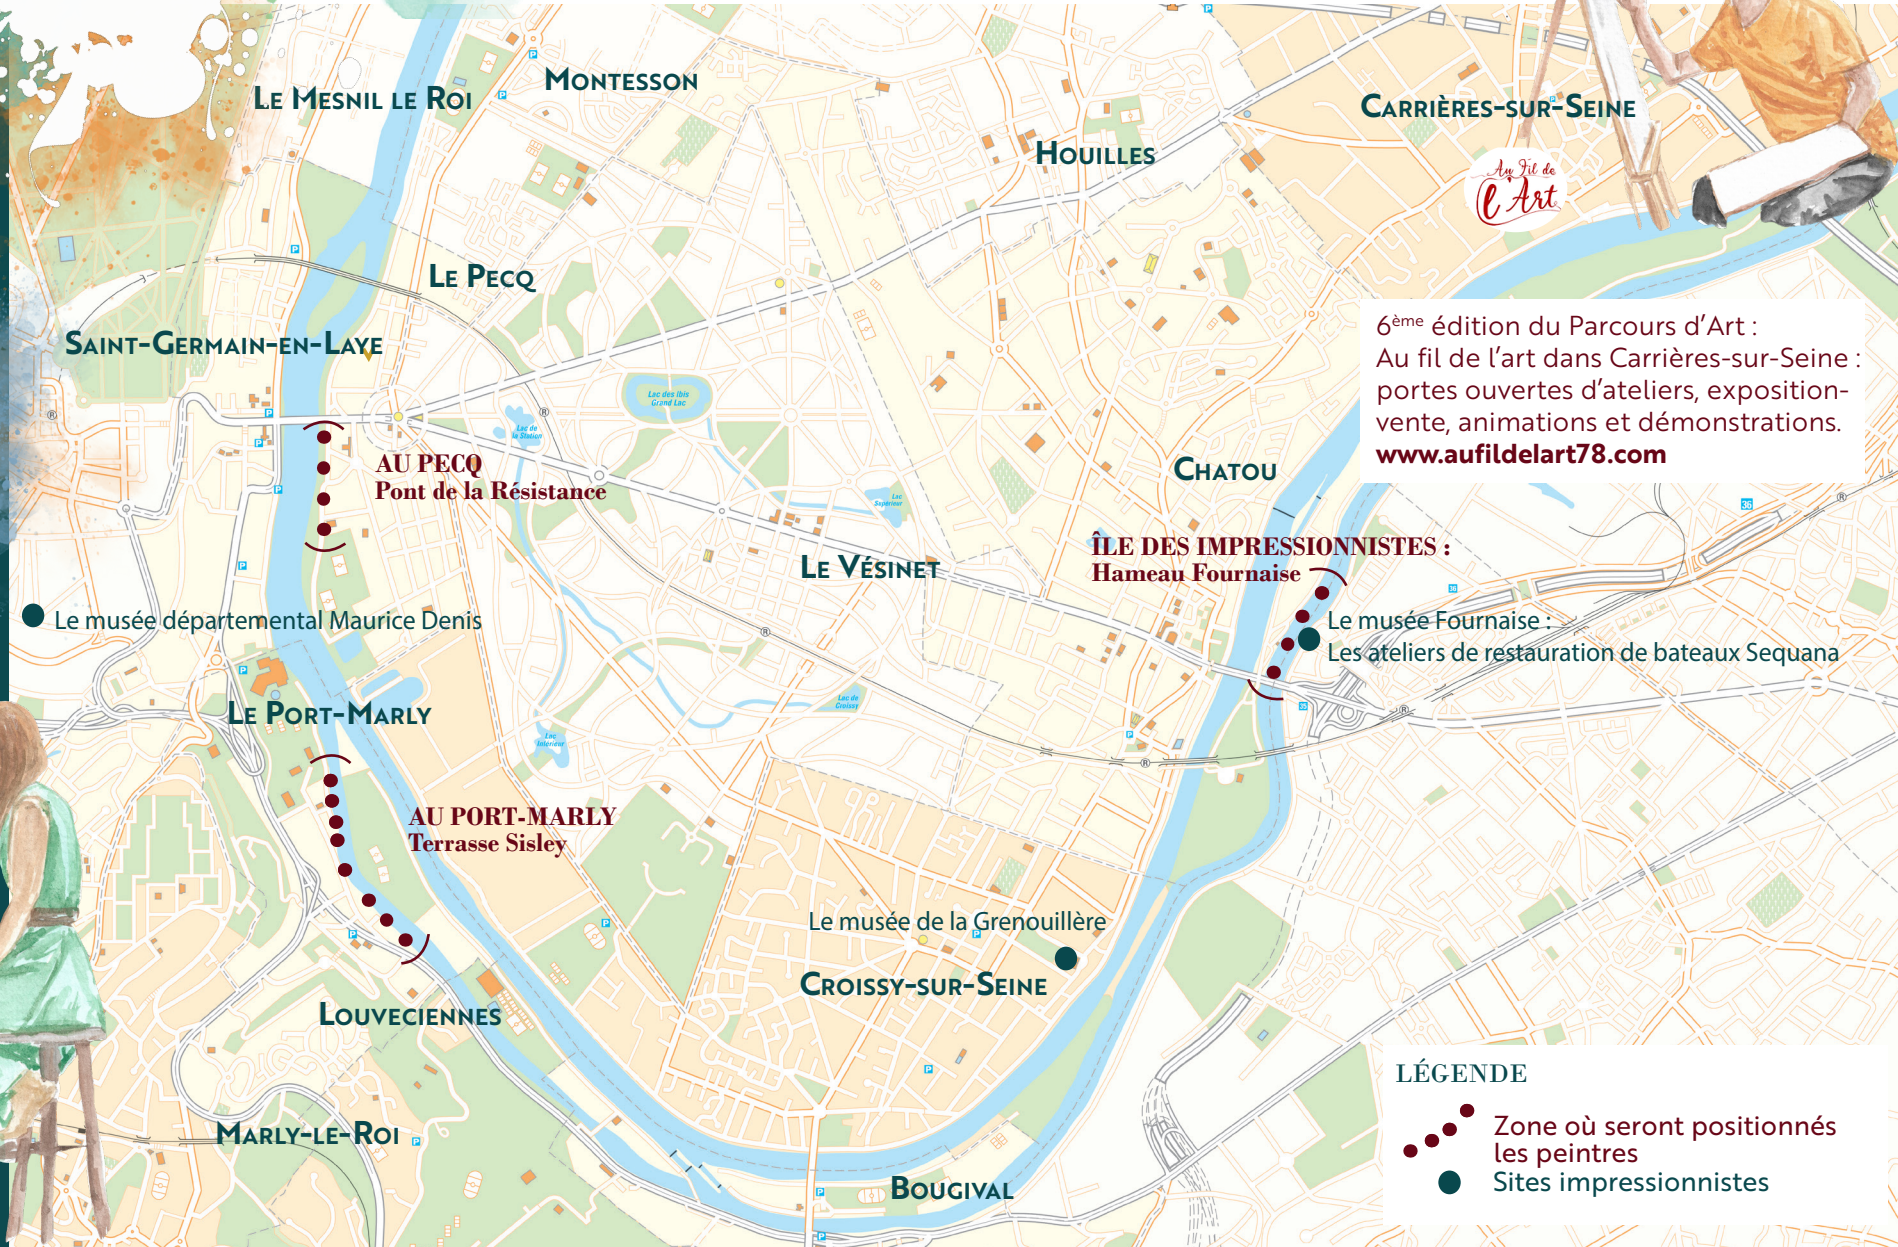 Le Mesnil le Roi
Montesson
Carrières-sur-Seine
Houilles
Au Fil de
l'Art
Le Pecq
Saint-Germain-en-Laye
6ème édition du Parcours d'Art :
Au fil de l'art dans Carrières-sur-Seine :
portes ouvertes d'ateliers, exposition-
vente, animations et démonstrations.
www.aufildelart78.com
Lac des Ibis
Grand Lac
Lac de
la Station
AU PECQ
Pont de la Résistance
Chatou
Lac
Supérieur
36
Le Vésinet
ÎLE DES IMPRESSIONNISTES :
Hameau Fournaise
36
Le musée départemental Maurice Denis
Le musée Fournaise :
Les ateliers de restauration de bateaux Sequana
Lac de
Croissy
35
Le Port-Marly
Lac
Inférieur
AU PORT-MARLY
Terrasse Sisley
Le musée de la Grenouillère
Croissy-sur-Seine
Louveciennes
Marly-le-Roi
Bougival
LÉGENDE
Zone où seront positionnés
les peintres
Sites impressionnistes